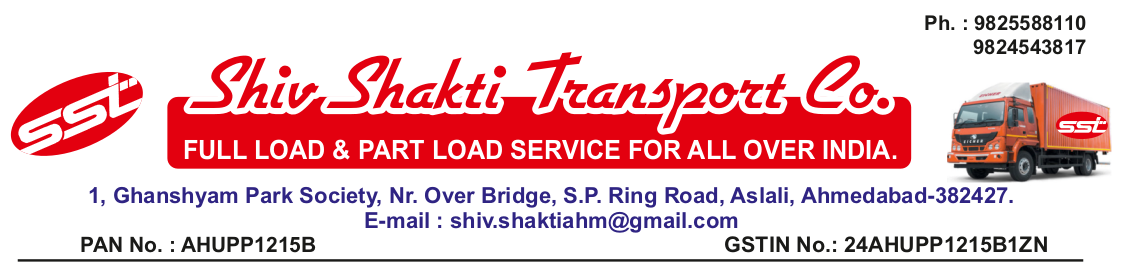 Ph. : 9825588110
9824543817
sst
Shiv Shakti Transport Co.
FULL LOAD & PART LOAD SERVICE FOR ALL OVER INDIA.
EICHER
sst
1, Ghanshyam Park Society, Nr. Over Bridge, S.P. Ring Road, Aslali, Ahmedabad-382427.
E-mail : shiv.shaktiahm@gmail.com
PAN No. : AHUPP1215B
GSTIN No.: 24AHUPP1215B1ZN